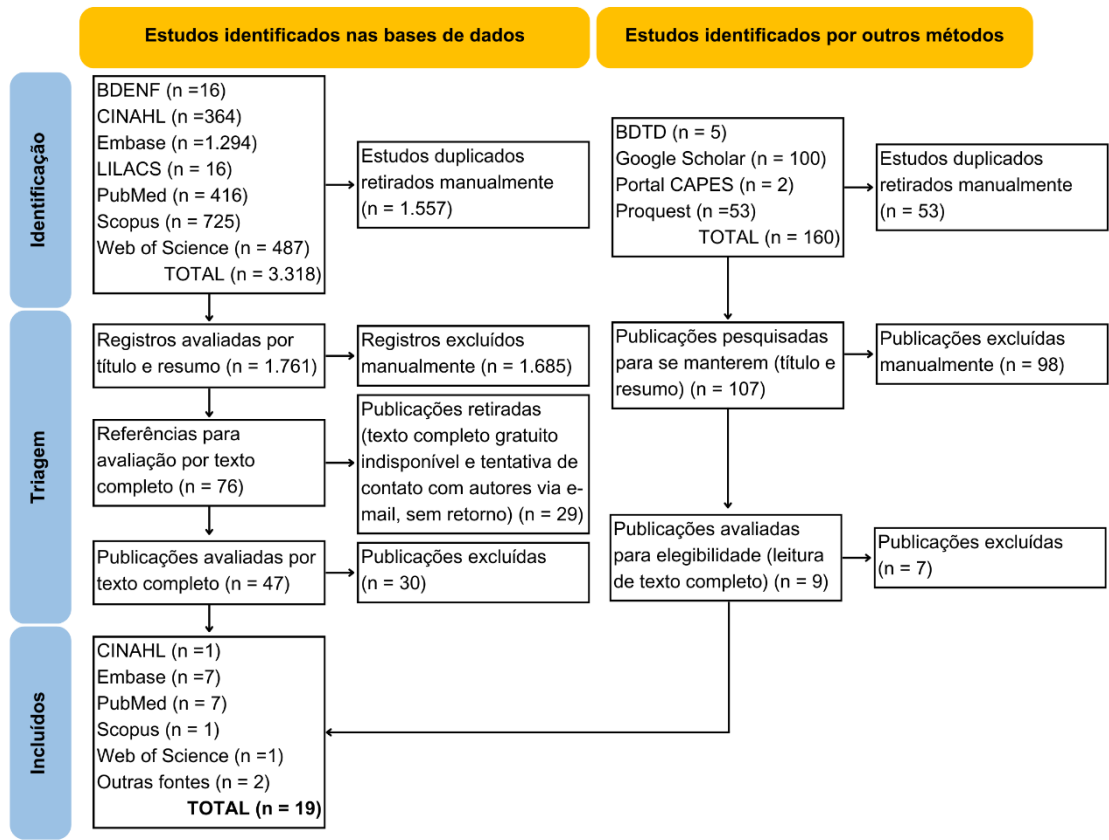 Estudos identificados nas bases de dados
Estudos identificados por outros métodos
Identificação
BDENF (n =16)
CINAHL (n =364)
Embase (n =1.294)
LILACS (n = 16)
PubMed (n = 416)
Scopus (n = 725)
Web of Science (n = 487)
TOTAL (n = 3.318)
Estudos duplicados
retirados manualmente
(n = 1.557)
BDTD (n = 5)
Google Scholar (n = 100)
Portal CAPES (n = 2)
Proquest (n =53)
TOTAL (n = 160)
Estudos duplicados
retirados manualmente
(n = 53)
Triagem
Registros avaliadas por
título e resumo (n = 1.761)
Registros excluídos
manualmente (n = 1.685)
Publicações pesquisadas
para se manterem (título e
resumo) (n = 107)
Publicações excluídas
manualmente (n = 98)
Referências para
avaliação por texto
completo (n = 76)
Publicações retiradas
(texto completo gratuito
indisponível e tentativa de
contato com autores via e-
mail, sem retorno) (n = 29)
Publicações avaliadas por
texto completo (n = 47)
Publicações excluídas
(n = 30)
Publicações avaliadas
para elegibilidade (leitura
de texto completo) (n = 9)
Publicações excluídas
(n = 7)
Incluídos
CINAHL (n =1)
Embase (n =7)
PubMed (n = 7)
Scopus (n = 1)
Web of Science (n =1)
Outras fontes (n = 2)
TOTAL (n = 19)